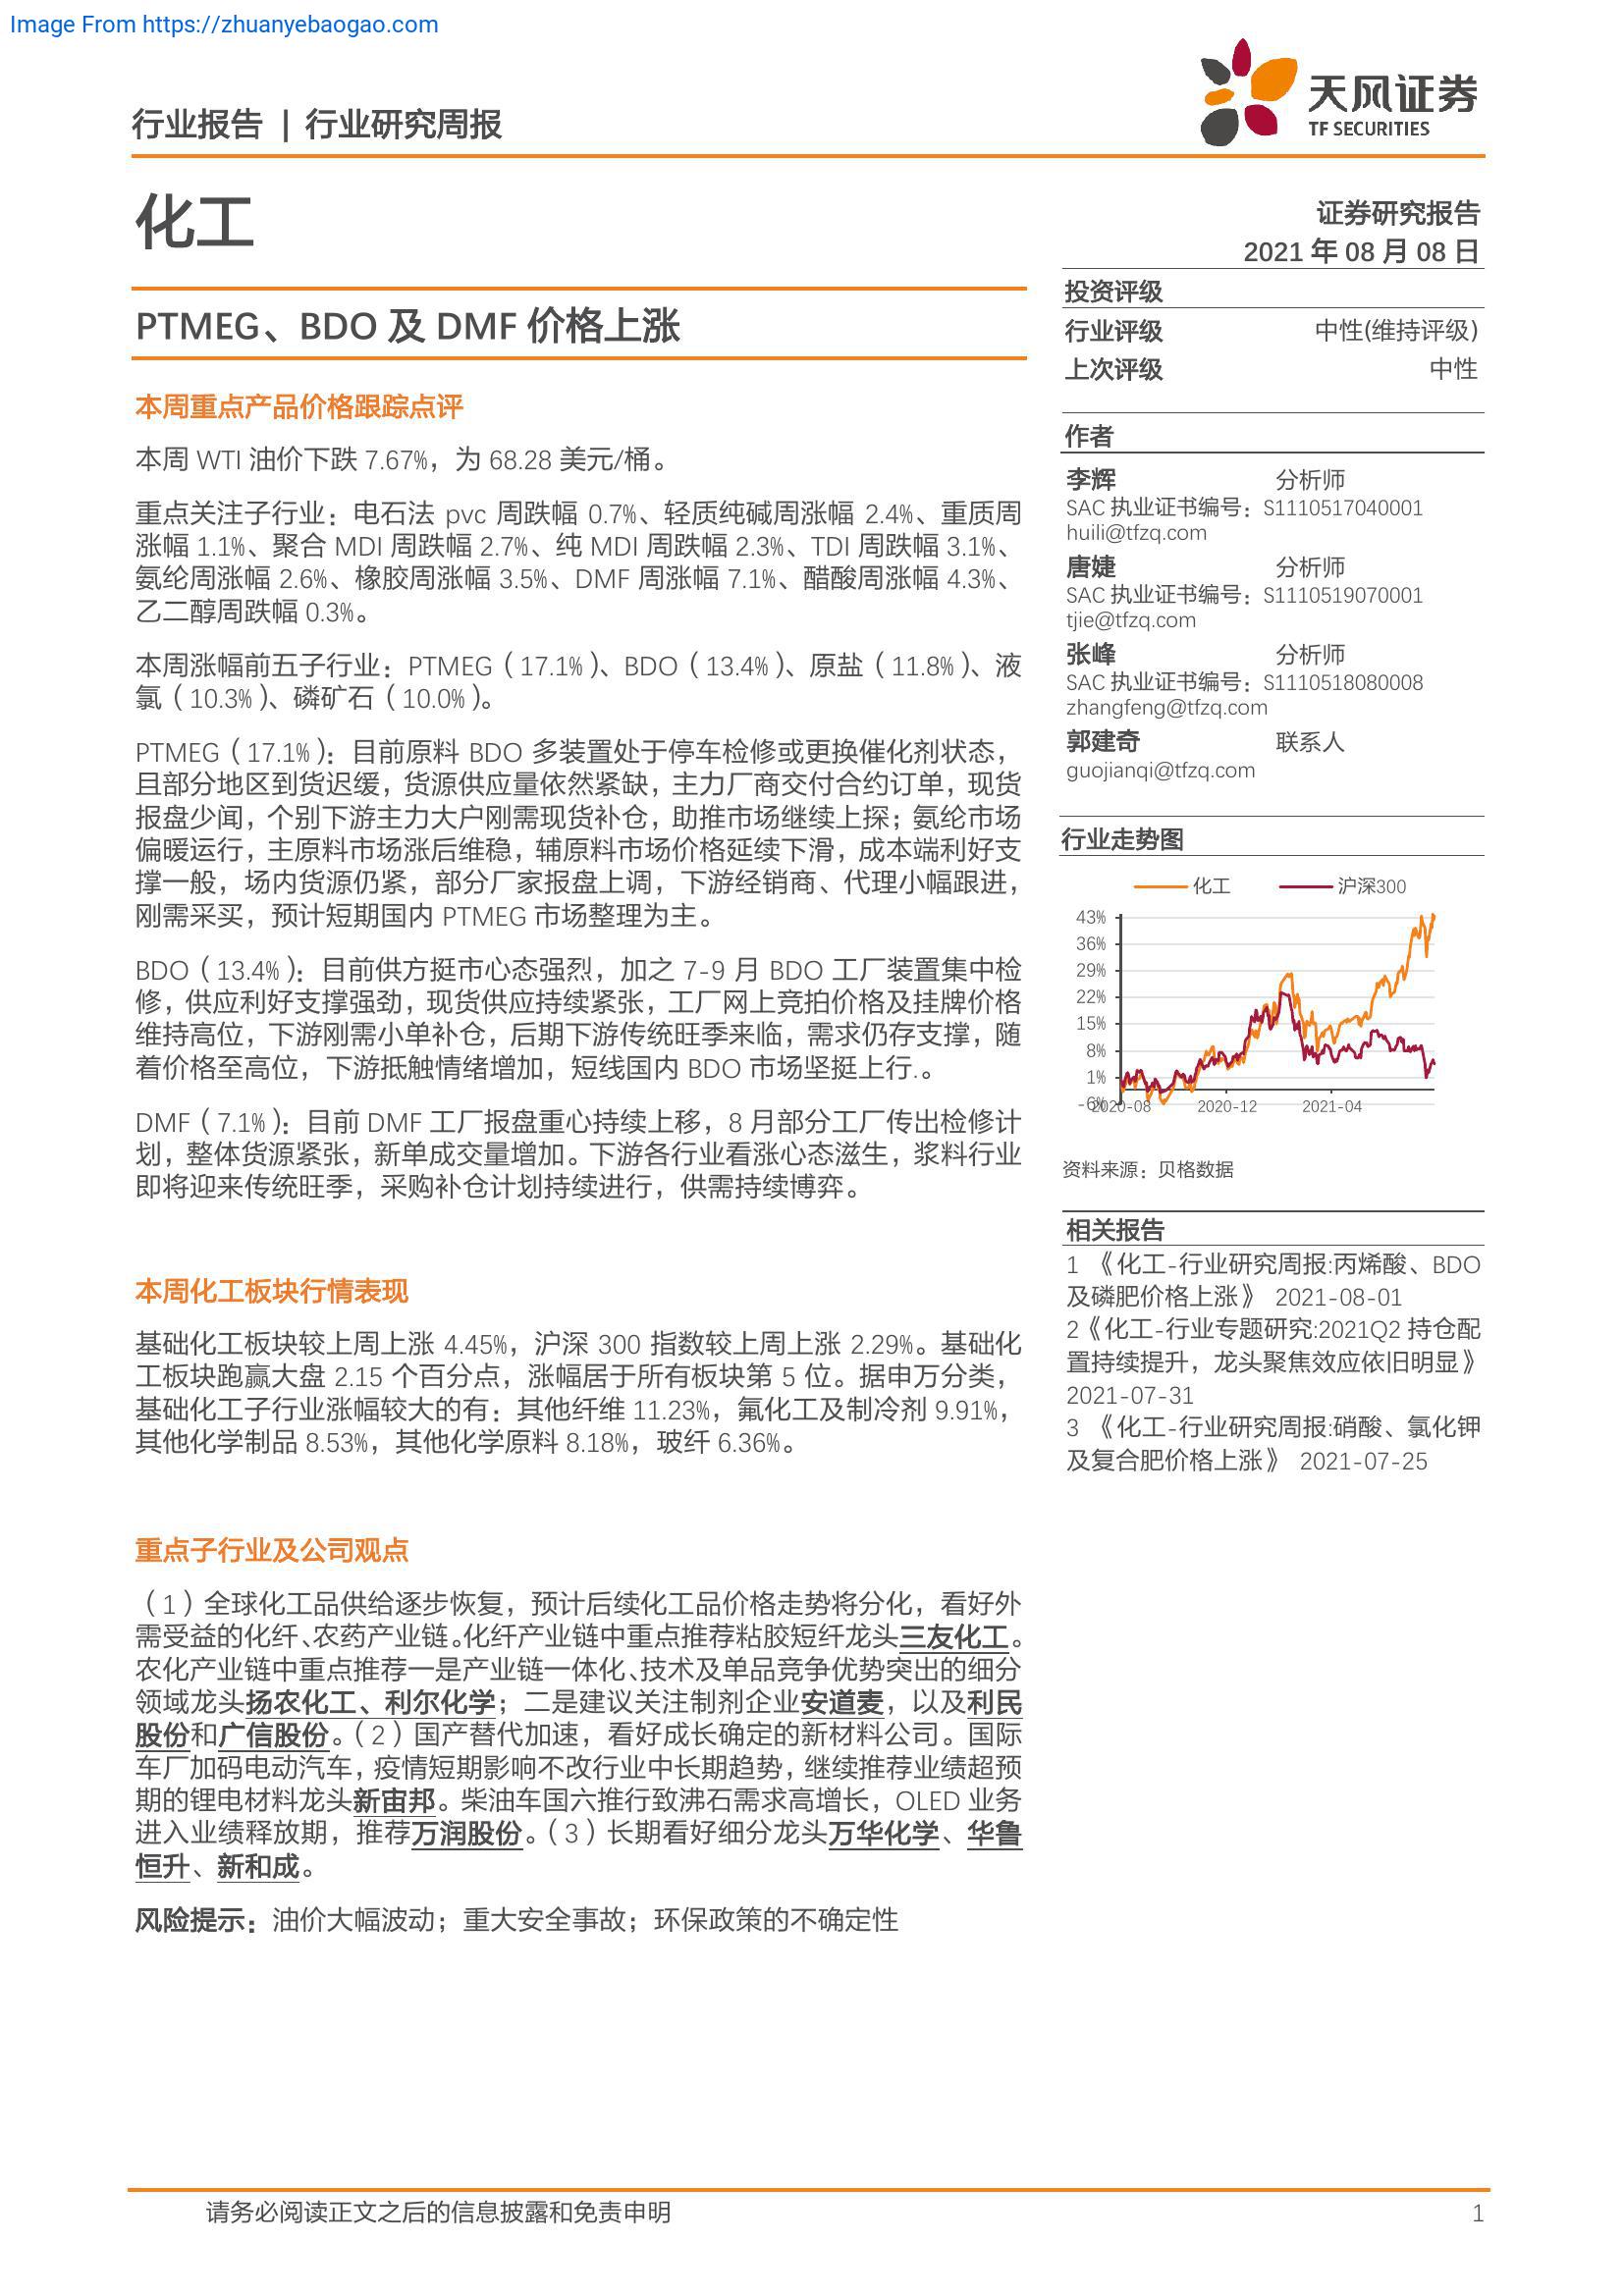 Image From https://zhuanyebaogao.com
行业报告 | 行业研究周报
天风证券
TF SECURITIES
化工
证券研究报告
2021 年 08 月 08 日
PTMEG、BDO 及 DMF 价格上涨
本周重点产品价格跟踪点评
本周 WTI 油价下跌 7.67%，为 68.28 美元/桶。
重点关注子行业：电石法 pvc 周跌幅 0.7%、轻质纯碱周涨幅 2.4%、重质周
涨幅 1.1%、聚合 MDI 周跌幅 2.7%、纯 MDI 周跌幅 2.3%、TDI 周跌幅 3.1%、
氨纶周涨幅 2.6%、橡胶周涨幅 3.5%、DMF 周涨幅 7.1%、醋酸周涨幅 4.3%、
乙二醇周跌幅 0.3%。
本周涨幅前五子行业：PTMEG（17.1%）、BDO（13.4%）、原盐（11.8%）、液
氯（10.3%）、磷矿石（10.0%）。
PTMEG（17.1%）：目前原料 BDO 多装置处于停车检修或更换催化剂状态，
且部分地区到货迟缓，货源供应量依然紧缺，主力厂商交付合约订单，现货
报盘少闻，个别下游主力大户刚需现货补仓，助推市场继续上探；氨纶市场
偏暖运行，主原料市场涨后维稳，辅原料市场价格延续下滑，成本端利好支
撑一般，场内货源仍紧，部分厂家报盘上调，下游经销商、代理小幅跟进，
刚需采买，预计短期国内 PTMEG 市场整理为主。
BDO（13.4%）：目前供方挺市心态强烈，加之 7-9 月 BDO 工厂装置集中检
修，供应利好支撑强劲，现货供应持续紧张，工厂网上竞拍价格及挂牌价格
维持高位，下游刚需小单补仓，后期下游传统旺季来临，需求仍存支撑，随
着价格至高位，下游抵触情绪增加，短线国内 BDO 市场坚挺上行.。
DMF（7.1%）：目前 DMF 工厂报盘重心持续上移，8 月部分工厂传出检修计
划，整体货源紧张，新单成交量增加。下游各行业看涨心态滋生，浆料行业
即将迎来传统旺季，采购补仓计划持续进行，供需持续博弈。
本周化工板块行情表现
基础化工板块较上周上涨 4.45%，沪深 300 指数较上周上涨 2.29%。基础化
工板块跑赢大盘 2.15 个百分点，涨幅居于所有板块第 5 位。据申万分类，
基础化工子行业涨幅较大的有：其他纤维 11.23%，氟化工及制冷剂 9.91%，
其他化学制品 8.53%，其他化学原料 8.18%，玻纤 6.36%。
重点子行业及公司观点
（1）全球化工品供给逐步恢复，预计后续化工品价格走势将分化，看好外
需受益的化纤、农药产业链。化纤产业链中重点推荐粘胶短纤龙头三友化工。
农化产业链中重点推荐一是产业链一体化、技术及单品竞争优势突出的细分
领域龙头扬农化工、利尔化学；二是建议关注制剂企业安道麦，以及利民
股份和广信股份。（2）国产替代加速，看好成长确定的新材料公司。国际
车厂加码电动汽车，疫情短期影响不改行业中长期趋势，继续推荐业绩超预
期的锂电材料龙头新宙邦。柴油车国六推行致沸石需求高增长，OLED 业务
进入业绩释放期，推荐万润股份。（3）长期看好细分龙头万华化学、华鲁
恒升、新和成。
风险提示：油价大幅波动；重大安全事故；环保政策的不确定性
投资评级
行业评级 中性(维持评级)
上次评级 中性
作者
李辉 分析师
SAC 执业证书编号：S1110517040001
huili@tfzq.com
唐婕 分析师
SAC 执业证书编号：S1110519070001
tjie@tfzq.com
张峰 分析师
SAC 执业证书编号：S1110518080008
zhangfeng@tfzq.com
郭建奇 联系人
guojianqi@tfzq.com
行业走势图
化工 沪深300
43%
36%
29%
22%
15%
8%
1%
-6%
2020-08 2020-12 2021-04
资料来源：贝格数据
相关报告
1 《化工-行业研究周报:丙烯酸、BDO
及磷肥价格上涨》 2021-08-01
2《化工-行业专题研究:2021Q2 持仓配
置持续提升，龙头聚焦效应依旧明显》
2021-07-31
3 《化工-行业研究周报:硝酸、氯化钾
及复合肥价格上涨》 2021-07-25
请务必阅读正文之后的信息披露和免责申明 1